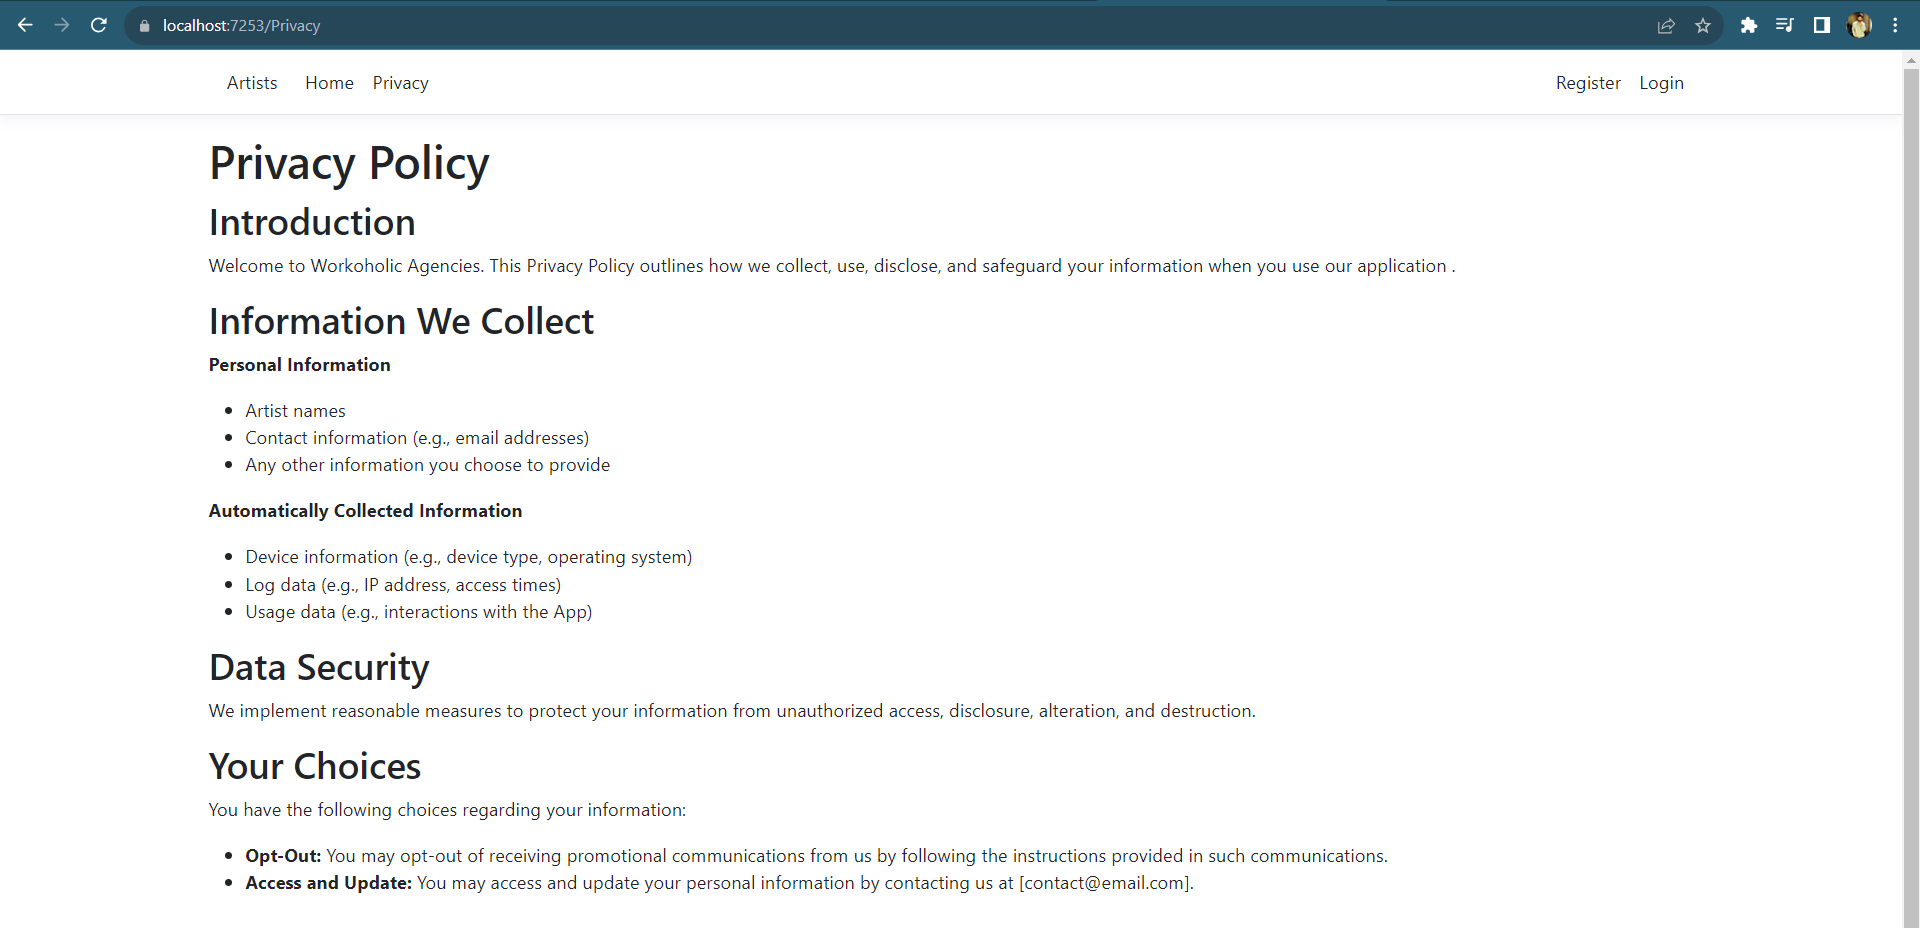 localhost:7253/Privacy
Artists Home Privacy Register Login
Privacy Policy
Introduction
Welcome to Workoholic Agencies. This Privacy Policy outlines how we collect, use, disclose, and safeguard your information when you use our application .
Information We Collect
Personal Information
Artist names
Contact information (e.g., email addresses)
Any other information you choose to provide
Automatically Collected Information
Device information (e.g., device type, operating system)
Log data (e.g., IP address, access times)
Usage data (e.g., interactions with the App)
Data Security
We implement reasonable measures to protect your information from unauthorized access, disclosure, alteration, and destruction.
Your Choices
You have the following choices regarding your information:
Opt-Out: You may opt-out of receiving promotional communications from us by following the instructions provided in such communications.
Access and Update: You may access and update your personal information by contacting us at [contact@email.com].